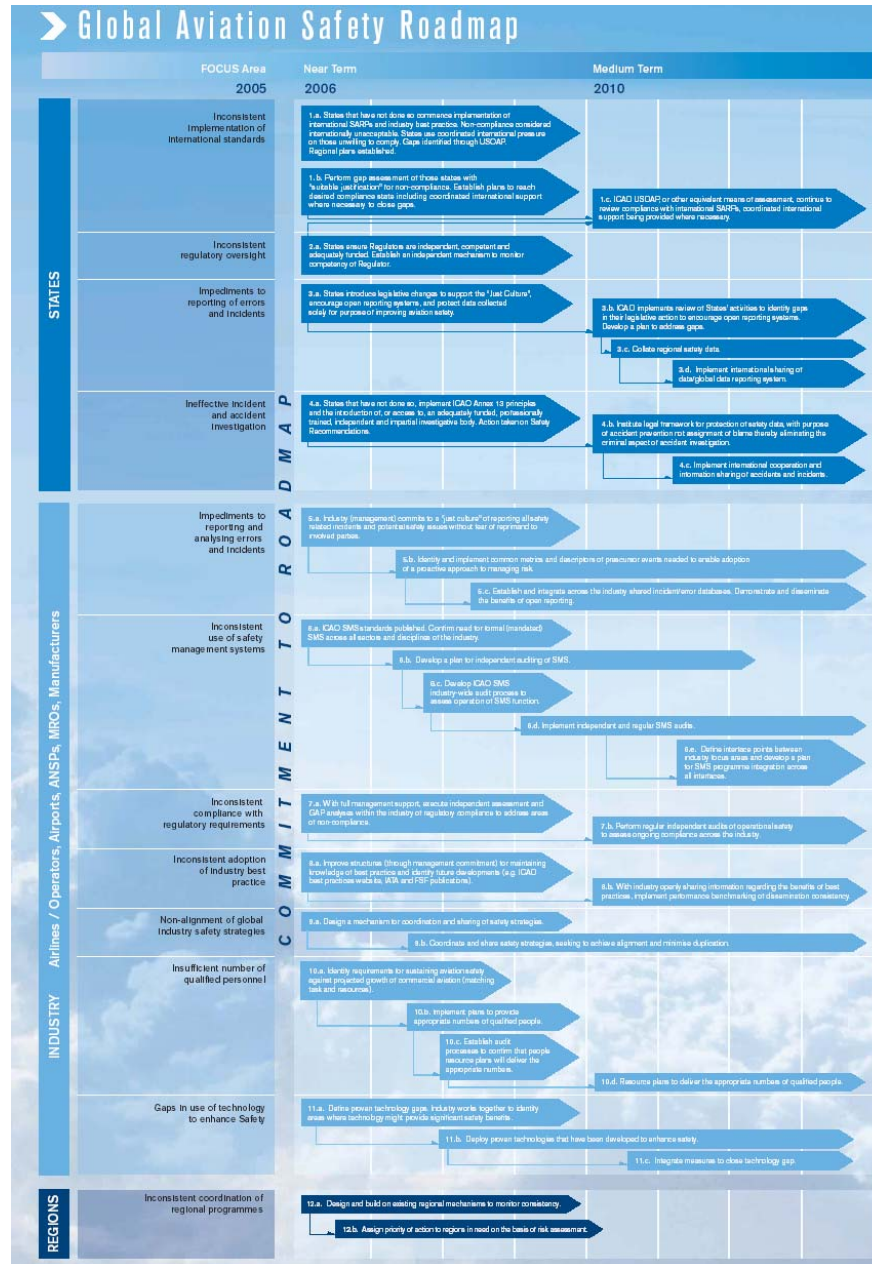 Global Aviation Safety Roadmap
FOCUS Area
Near Term
Medium Term
2005
2006
2010
STATES
Inconsistent
implementation of
international standards
1.a. States that have not done so commence implementation of
international SARPs and industry best practice. Non-compliance considered
internationally unacceptable. States use coordinated international pressure
on those unwilling to comply. Gaps identified through USOAP.
Regional plans established.
1.b. Perform gap assessment of those states with
"suitable justification" for non-compliance. Establish plans to reach
desired compliance state including coordinated international support
where necessary to close gaps.
1.c. ICAO USOAP, or other equivalent means of assessment, continue to
review compliance with international SARPs, coordinated international
support being provided where necessary.
Inconsistent
regulatory oversight
2.a. States ensure Regulators are independent, competent and
adequately funded. Establish an independent mechanism to monitor
competency of Regulator.
Impediments to
reporting of errors
and incidents
3.a. States introduce legislative changes to support the "Just Culture",
encourage open reporting systems, and protect data collected
solely for purpose of improving aviation safety.
3.b. ICAO implements review of States' activities to identify gaps
in their legislative action to encourage open reporting systems.
Develop a plan to address gaps.
3.c. Collate regional safety data.
3.d. Implement international sharing of
data/global data reporting system.
Ineffective incident
and accident
investigation
4.a. States that have not done so, implement ICAO Annex 13 principles
and the introduction of, or access to, an adequately funded, professionally
trained, independent and impartial investigative body. Action taken on Safety
Recommendations.
4.b. Institute legal framework for protection of safety data, with purpose
of accident prevention not assignment of blame thereby eliminating the
criminal aspect of accident investigation.
4.c. Implement international cooperation and
information sharing of accidents and incidents.
COMMITMENT TO ROADMAP
INDUSTRY Airlines / Operators, Airports, ANSPs, MROs, Manufacturers
Impediments to
reporting and
analysing errors
and incidents
5.a. Industry (management) commits to a "just culture" of reporting all safety
related incidents and potential safety issues without fear of reprimand to
involved parties.
5.b. Identify and implement common metrics and descriptors of prescursor events needed to enable adoption
of a proactive approach to managing risk.
5.c. Establish and integrate across the industry shared incident/error databases. Demonstrate and disseminate
the benefits of open reporting.
Inconsistent
use of safety
management systems
6.a. ICAO SMS standards published. Confirm need for formal (mandated)
SMS across all sectors and disciplines of the industry.
6.b. Develop a plan for independent auditing of SMS.
6.c. Develop ICAO SMS
industry-wide audit process to
assess operation of SMS function.
6.d. Implement independent and regular SMS audits.
6.e. Define interface points between
industry focus areas and develop a plan
for SMS programme integration across
all interfaces.
Inconsistent
compliance with
regulatory requirements
7.a. With full management support, execute independent assessment and
GAP analyses within the industry of regulatory compliance to address areas
of non-compliance.
7.b. Perform regular independent audits of operational safety
to assess ongoing compliance across the industry.
Inconsistent adoption
of industry best
practice
8.a. Improve structures (through management commitment) for maintaining
knowledge of best practice and identify future developments (e.g. ICAO
best practices website, IATA and FSF publications).
8.b. With industry openly sharing information regarding the benefits of best
practices, implement performance benchmarking of dissemination consistency.
Non-alignment of global
industry safety strategies
9.a. Design a mechanism for coordination and sharing of safety strategies.
9.b. Coordinate and share safety strategies, seeking to achieve alignment and minimise duplication.
Insufficient number of
qualified personnel
10.a. Identify requirements for sustaining aviation safety
against projected growth of commercial aviation (matching
task and resources).
10.b. Implement plans to provide
appropriate numbers of qualified people.
10.c. Establish audit
processes to confirm that people
resource plans will deliver the
appropriate numbers.
10.d. Resource plans to deliver the appropriate numbers of qualified people.
Gaps in use of technology
to enhance Safety
11.a. Define proven technology gaps. Industry works together to identify
areas where technology might provide significant safety benefits.
11.b. Deploy proven technologies that have been developed to enhance safety.
11.c. Integrate measures to close technology gap.
REGIONS
Inconsistent coordination of
regional programmes
12.a. Design and build on existing regional mechanisms to monitor consistency.
12.b. Assign priority of action to regions in need on the basis of risk assessment.